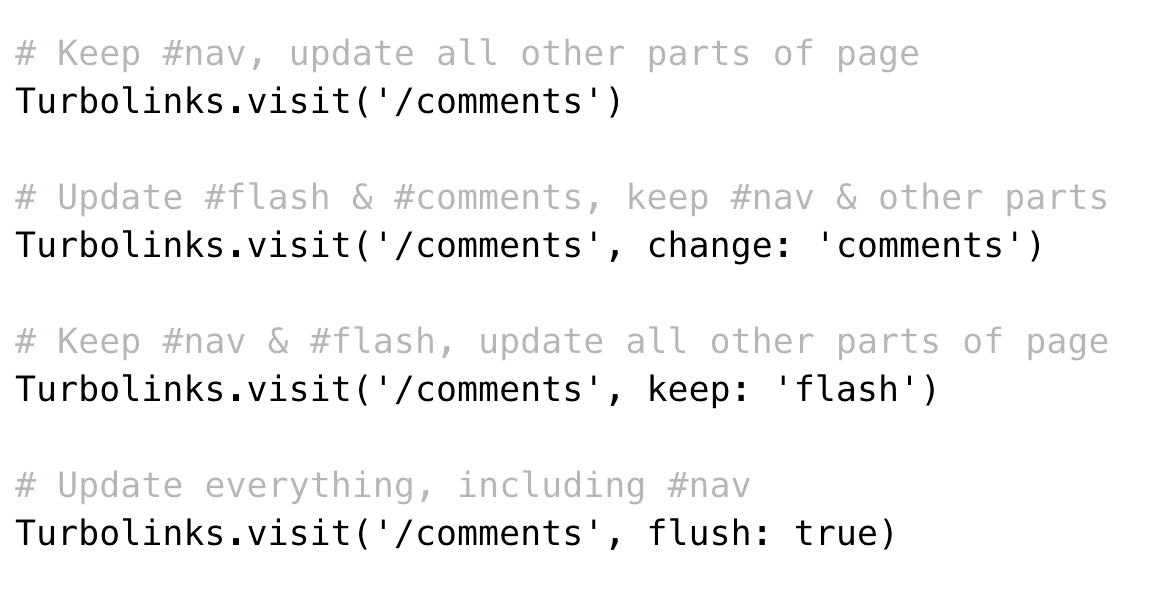 # Keep #nav, update all other parts of page
Turbolinks.visit('/comments')
# Update #flash & #comments, keep #nav & other parts
Turbolinks.visit('/comments', change: 'comments')
# Keep #nav & #flash, update all other parts of page
Turbolinks.visit('/comments', keep: 'flash')
# Update everything, including #nav
Turbolinks.visit('/comments', flush: true)